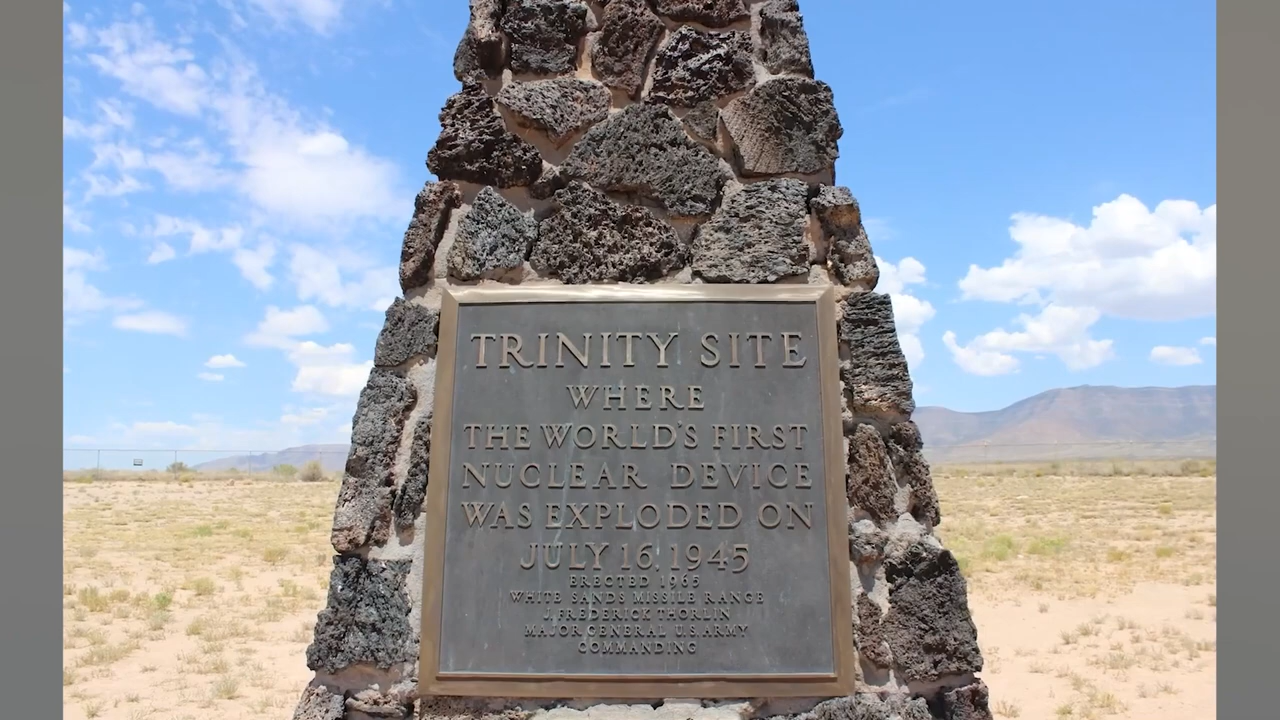 TRINITY SITE
WHERE
THE WORLD'S FIRST
NUCLEAR DEVICE
WAS EXPLODED ON
JULY 16, 1945
ERECTED 1965
WHITE SANDS MISSILE RANGE
J. FREDERICK THORLIN
MAJOR GENERAL U.S. ARMY
COMMANDING